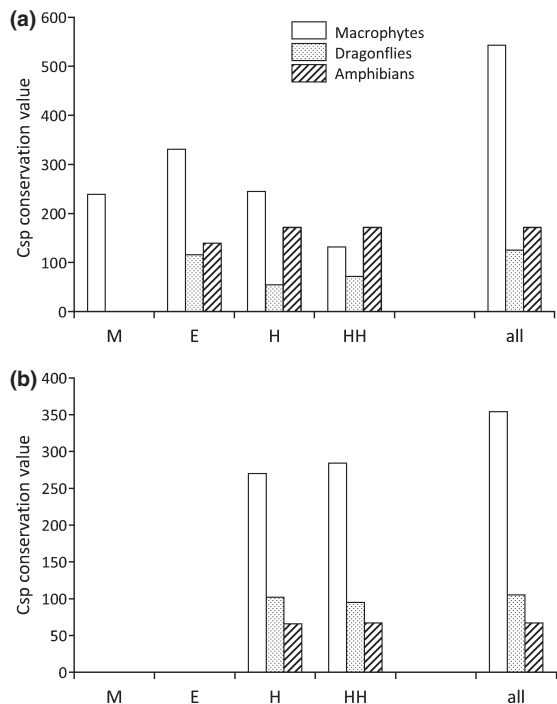 (a)
600
500
400
300
200
100
0
Csp conservation value
Macrophytes
Dragonflies
Amphibians
M E H HH all
(b)
400
350
300
250
200
150
100
50
0
Csp conservation value
M E H HH all